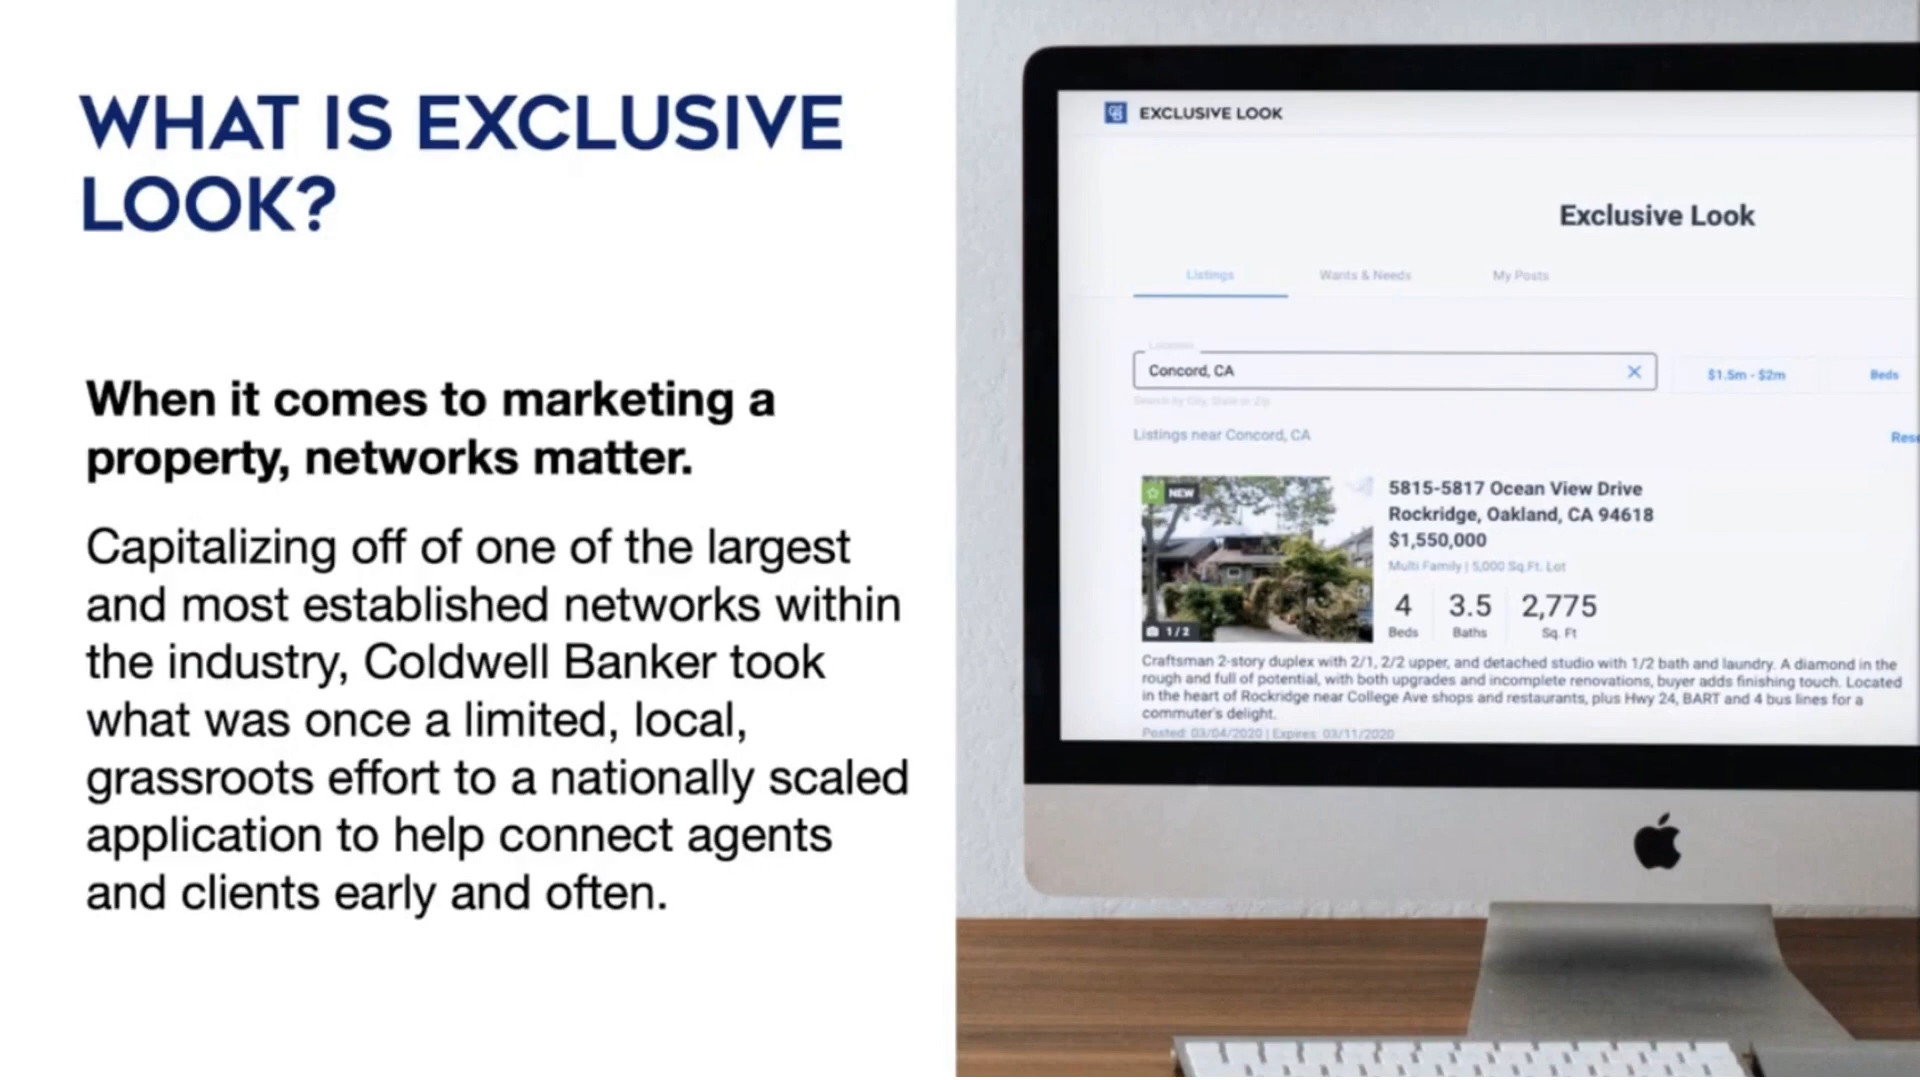 WHAT IS EXCLUSIVE
LOOK?
When it comes to marketing a
property, networks matter.
Capitalizing off of one of the largest
and most established networks within
the industry, Coldwell Banker took
what was once a limited, local,
grassroots effort to a nationally scaled
application to help connect agents
and clients early and often.
CB EXCLUSIVE LOOK
Exclusive Look
Listings Wants & Needs My Posts
Location
Concord, CA
$1.5m - $2m Beds
Search by City, State or Zip
Listings near Concord, CA
NEW
5815-5817 Ocean View Drive
Rockridge, Oakland, CA 94618
$1,550,000
Multi Family | 5,000 Sq.Ft. Lot
4 3.5 2,775
Beds Baths Sq. Ft
1 / 2
Craftsman 2-story duplex with 2/1, 2/2 upper, and detached studio with 1/2 bath and laundry. A diamond in the
rough and full of potential, with both upgrades and incomplete renovations, buyer adds finishing touch. Located
in the heart of Rockridge near College Ave shops and restaurants, plus Hwy 24, BART and 4 bus lines for a
commuter's delight.
Posted: 03/04/2020 | Expires: 03/11/2020